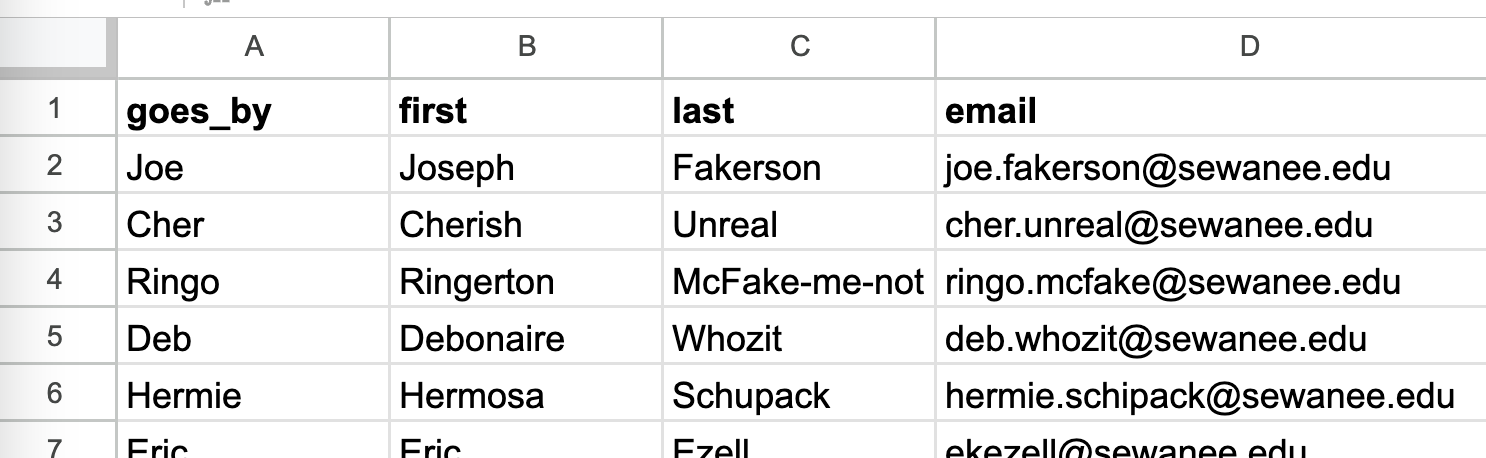 A B C D
1 goes_by first last email
2 Joe Joseph Fakerson joe.fakerson@sewanee.edu
3 Cher Cherish Unreal cher.unreal@sewanee.edu
4 Ringo Ringerton McFake-me-not ringo.mcfake@sewanee.edu
5 Deb Debonaire Whozit deb.whozit@sewanee.edu
6 Hermie Hermosa Schupack hermie.schipack@sewanee.edu
7 Eric Eric Ezell ekezell@sewanee.edu